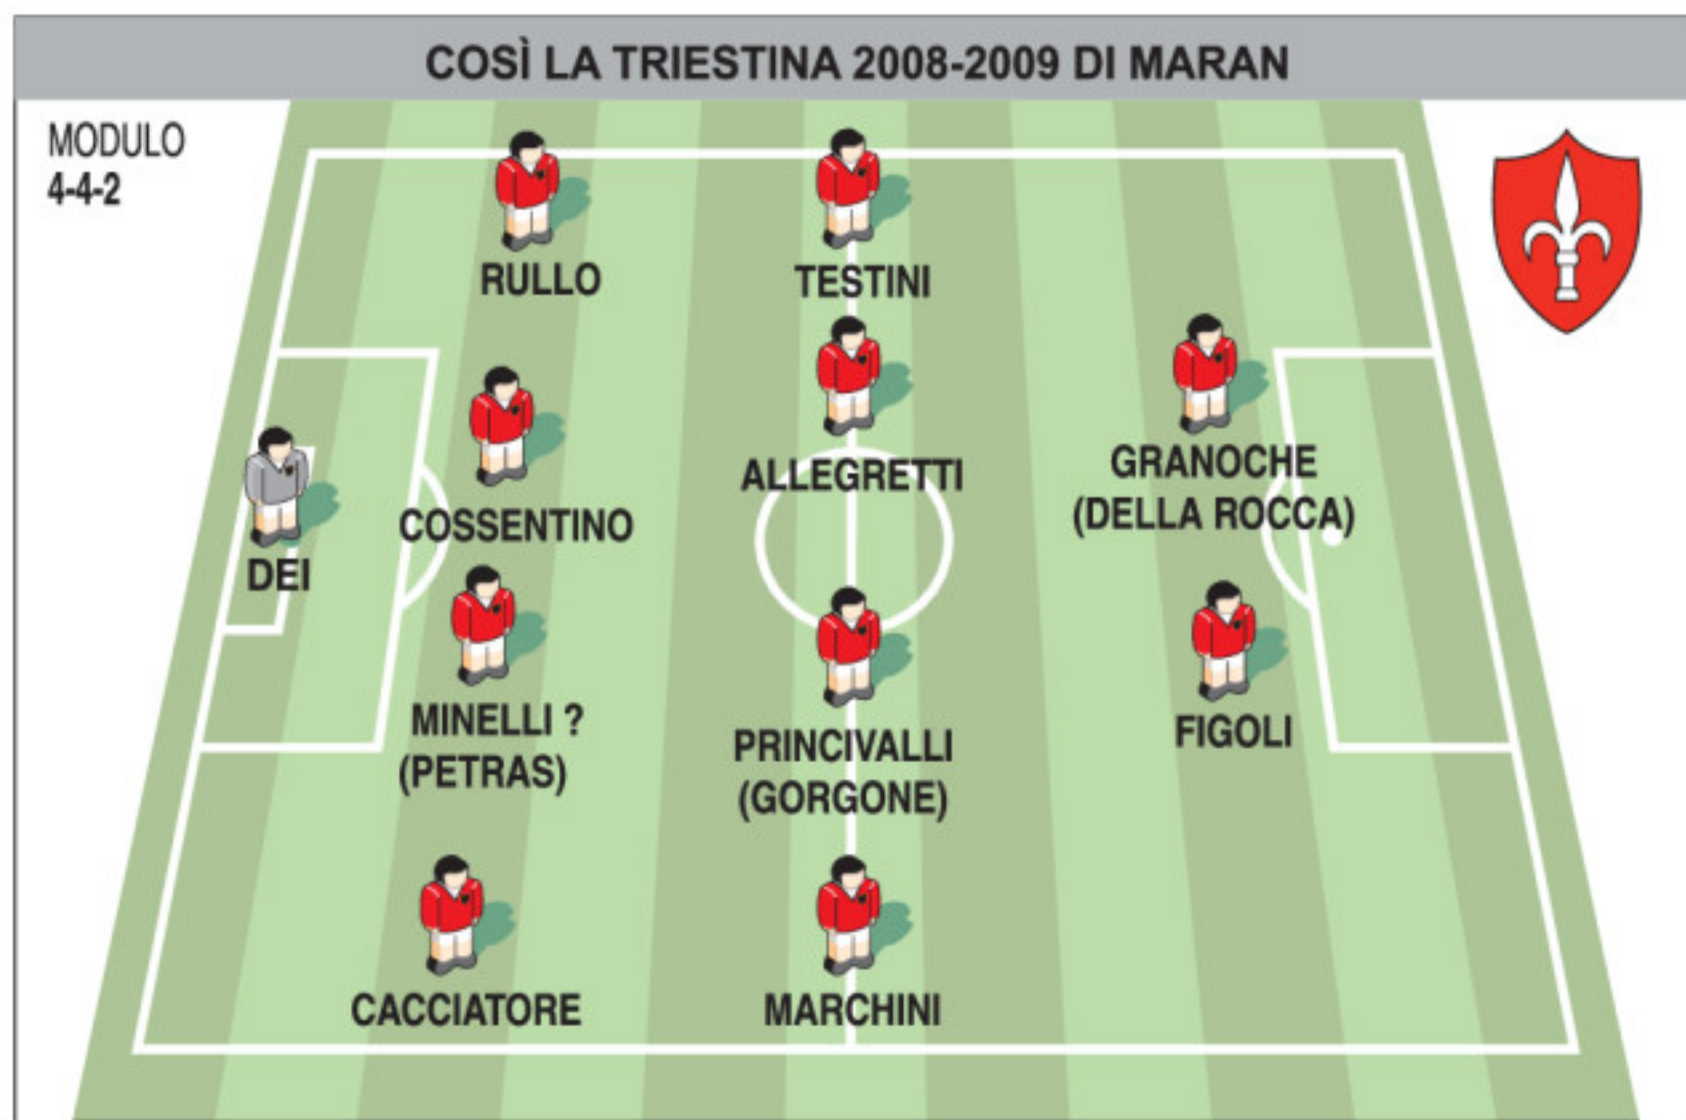 COSÌ LA TRIESTINA 2008-2009 DI MARAN
MODULO
4-4-2
RULLO
TESTINI
COSSENTINO
ALLEGRETTI
GRANOCHE
(DELLA ROCCA)
DEI
MINELLI ?
(PETRAS)
PRINCIVALLI
(GORGONE)
FIGOLI
CACCIATORE
MARCHINI